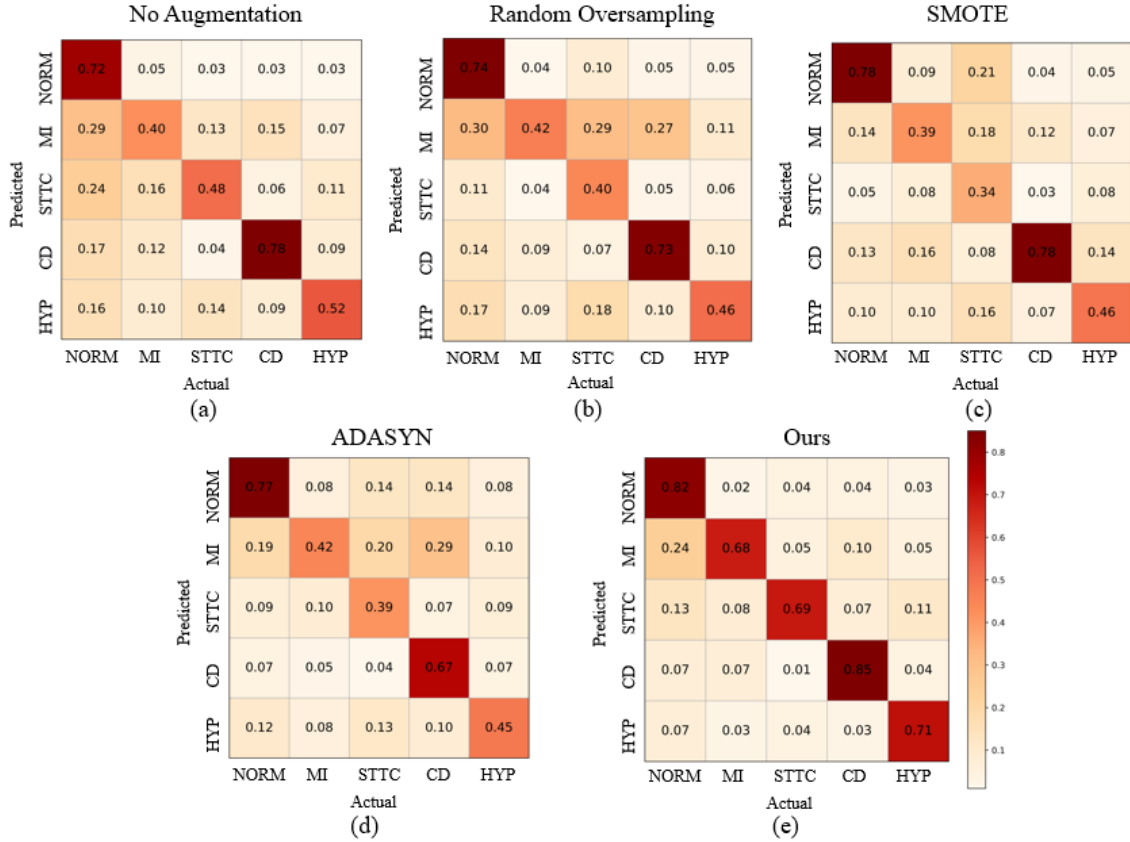 No Augmentation
NORM 0.72 0.05 0.03 0.03 0.03
MI 0.29 0.40 0.13 0.15 0.07
STTC 0.24 0.16 0.48 0.06 0.11
CD 0.17 0.12 0.04 0.78 0.09
HYP 0.16 0.10 0.14 0.09 0.52
Predicted
NORM MI STTC CD HYP
Actual
(a)
Random Oversampling
NORM 0.74 0.04 0.10 0.05 0.05
MI 0.30 0.42 0.29 0.27 0.11
STTC 0.11 0.04 0.40 0.05 0.06
CD 0.14 0.09 0.07 0.73 0.10
HYP 0.17 0.09 0.18 0.10 0.46
Predicted
NORM MI STTC CD HYP
Actual
(b)
SMOTE
NORM 0.78 0.09 0.21 0.04 0.05
MI 0.14 0.39 0.18 0.12 0.07
STTC 0.05 0.08 0.34 0.03 0.08
CD 0.13 0.16 0.08 0.78 0.14
HYP 0.10 0.10 0.16 0.07 0.46
Predicted
NORM MI STTC CD HYP
Actual
(c)
ADASYN
NORM 0.77 0.08 0.14 0.14 0.08
MI 0.19 0.42 0.20 0.29 0.10
STTC 0.09 0.10 0.39 0.07 0.09
CD 0.07 0.05 0.04 0.67 0.07
HYP 0.12 0.08 0.13 0.10 0.45
Predicted
NORM MI STTC CD HYP
Actual
(d)
Ours
NORM 0.82 0.02 0.04 0.04 0.03
MI 0.24 0.68 0.05 0.10 0.05
STTC 0.13 0.08 0.69 0.07 0.11
CD 0.07 0.07 0.01 0.85 0.04
HYP 0.07 0.03 0.04 0.03 0.71
Predicted
NORM MI STTC CD HYP
Actual
(e)
0.8
0.7
0.6
0.5
0.4
0.3
0.2
0.1